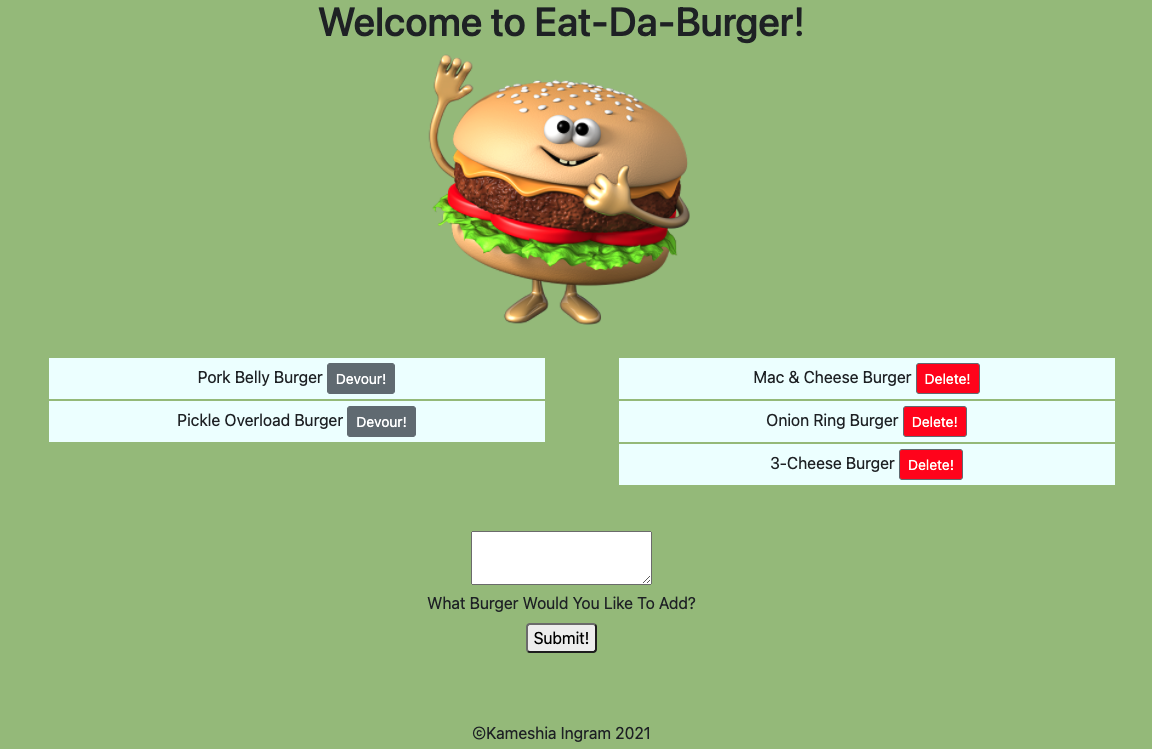 Welcome to Eat-Da-Burger!
Pork Belly Burger Devour!
Pickle Overload Burger Devour!
Mac & Cheese Burger Delete!
Onion Ring Burger Delete!
3-Cheese Burger Delete!
What Burger Would You Like To Add?
Submit!
©Kameshia Ingram 2021